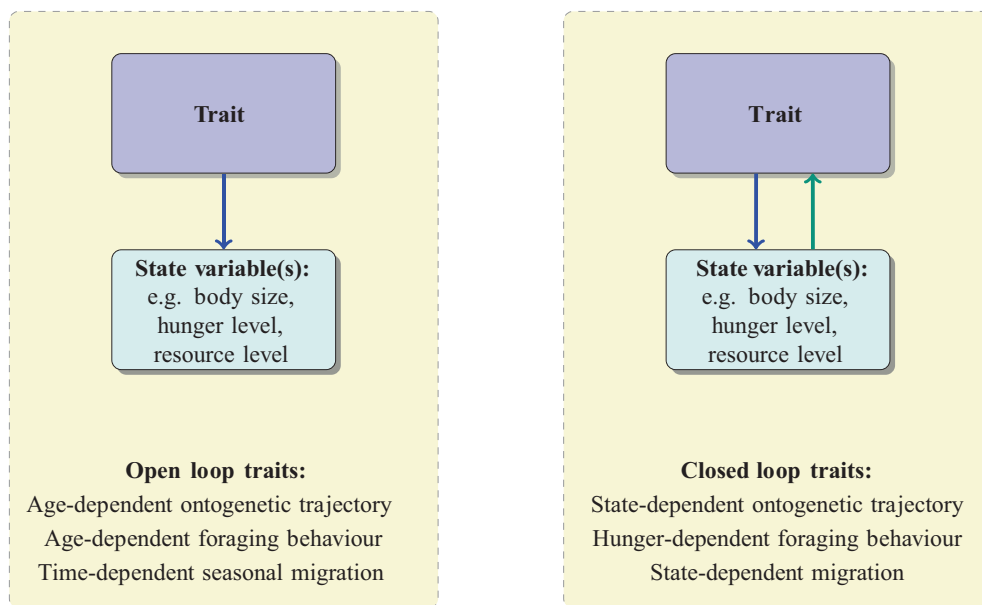 Trait
State variable(s):
e.g. body size,
hunger level,
resource level
Open loop traits:
Age-dependent ontogenetic trajectory
Age-dependent foraging behaviour
Time-dependent seasonal migration
Trait
State variable(s):
e.g. body size,
hunger level,
resource level
Closed loop traits:
State-dependent ontogenetic trajectory
Hunger-dependent foraging behaviour
State-dependent migration